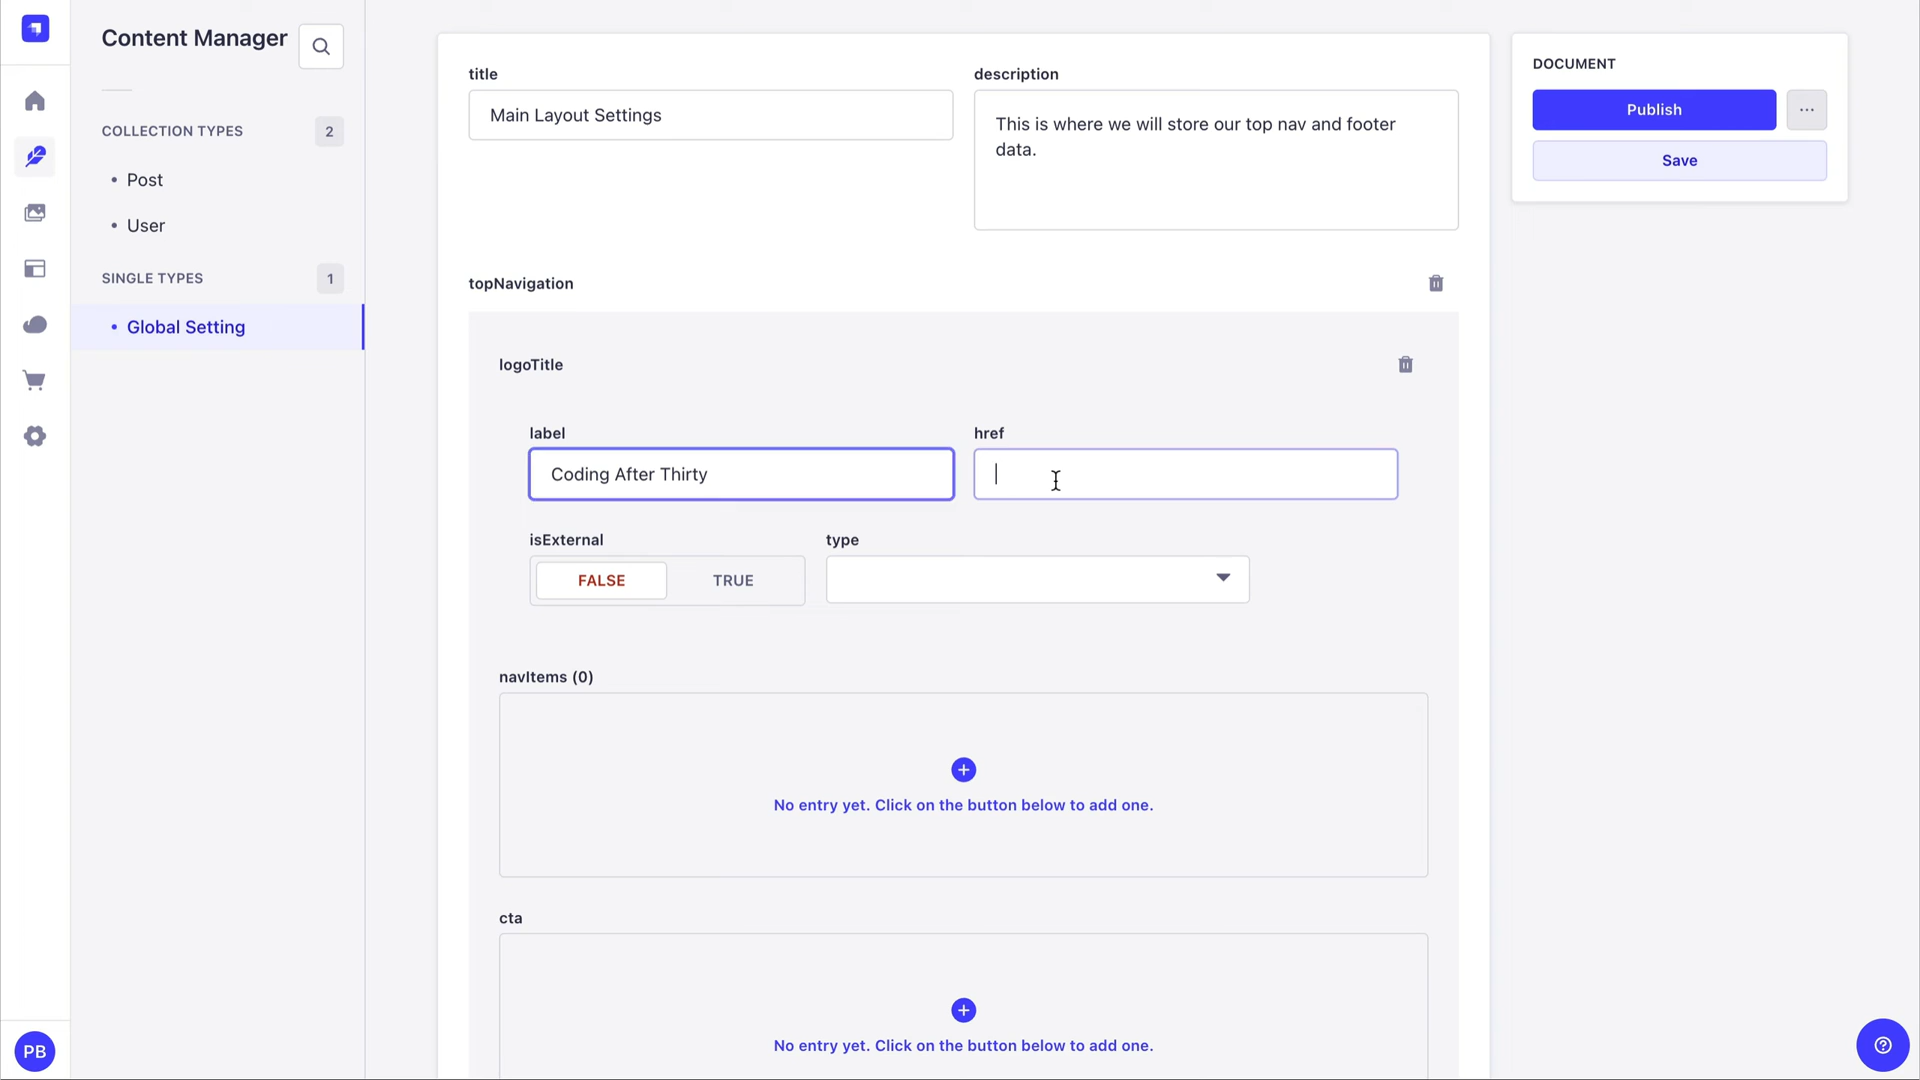 Content Manager
COLLECTION TYPES
2
Post
User
SINGLE TYPES
1
Global Setting
PB
title
Main Layout Settings
description
This is where we will store our top nav and footer
data.
topNavigation
logoTitle
label
Coding After Thirty
href
isExternal
FALSE
TRUE
type
navItems (0)
No entry yet. Click on the button below to add one.
cta
No entry yet. Click on the button below to add one.
DOCUMENT
Publish
Save